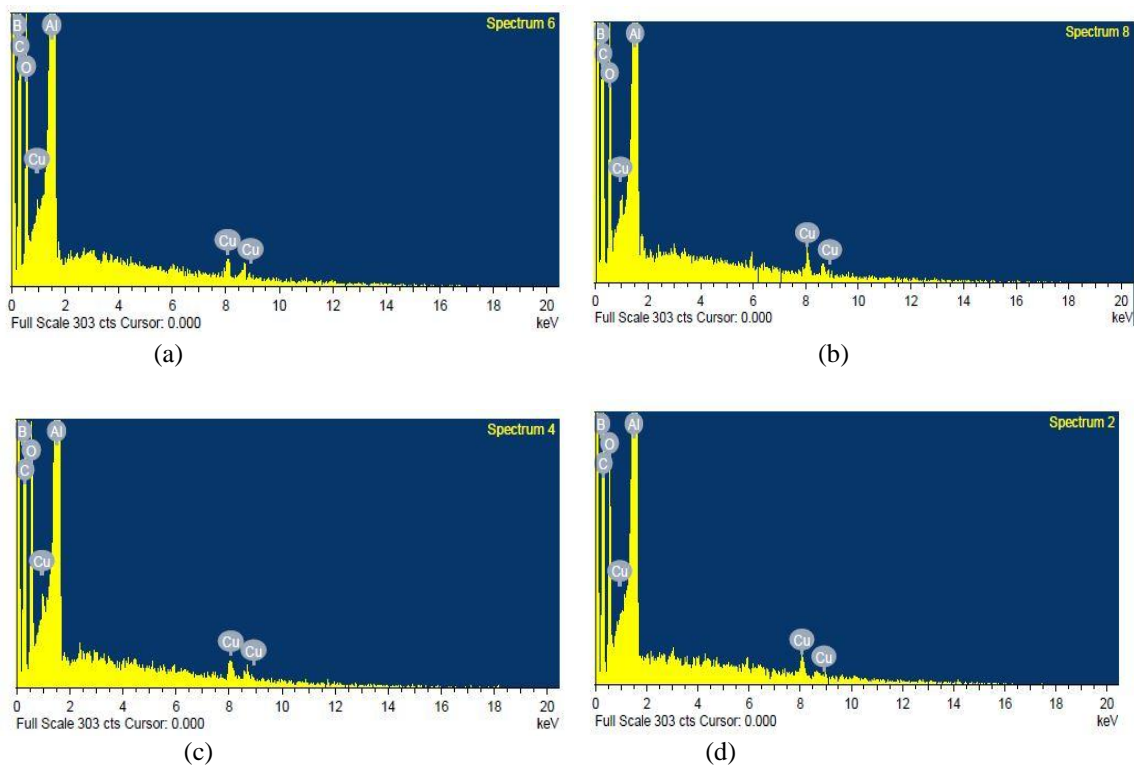 B Al Spectrum 6
C
O
Cu
Cu Cu
0 2 4 6 8 10 12 14 16 18 20
Full Scale 303 cts Cursor: 0.000 keV
(a)
B Al Spectrum 8
C
O
Cu
Cu Cu
0 2 4 6 8 10 12 14 16 18 20
Full Scale 303 cts Cursor: 0.000 keV
(b)
B Al Spectrum 4
O
C
Cu
Cu Cu
0 2 4 6 8 10 12 14 16 18 20
Full Scale 303 cts Cursor: 0.000 keV
(c)
B Al Spectrum 2
O
C
Cu
Cu Cu
0 2 4 6 8 10 12 14 16 18 20
Full Scale 303 cts Cursor: 0.000 keV
(d)